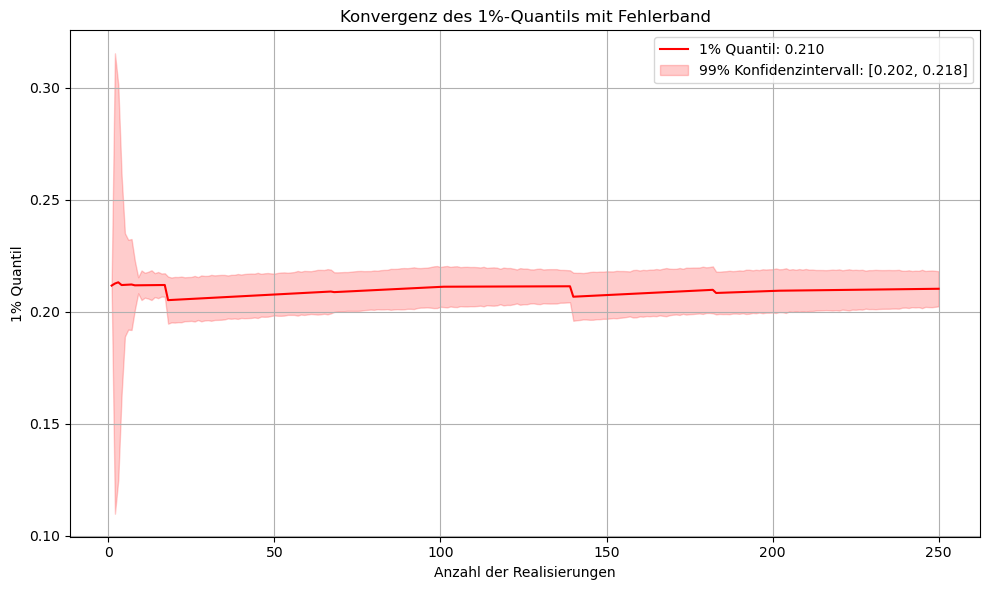 Konvergenz des 1%-Quantils mit Fehlerband
1% Quantil: 0.210
99% Konfidenzintervall: [0.202, 0.218]
1% Quantil
0.30
0.25
0.20
0.15
0.10
0
50
100
150
200
250
Anzahl der Realisierungen